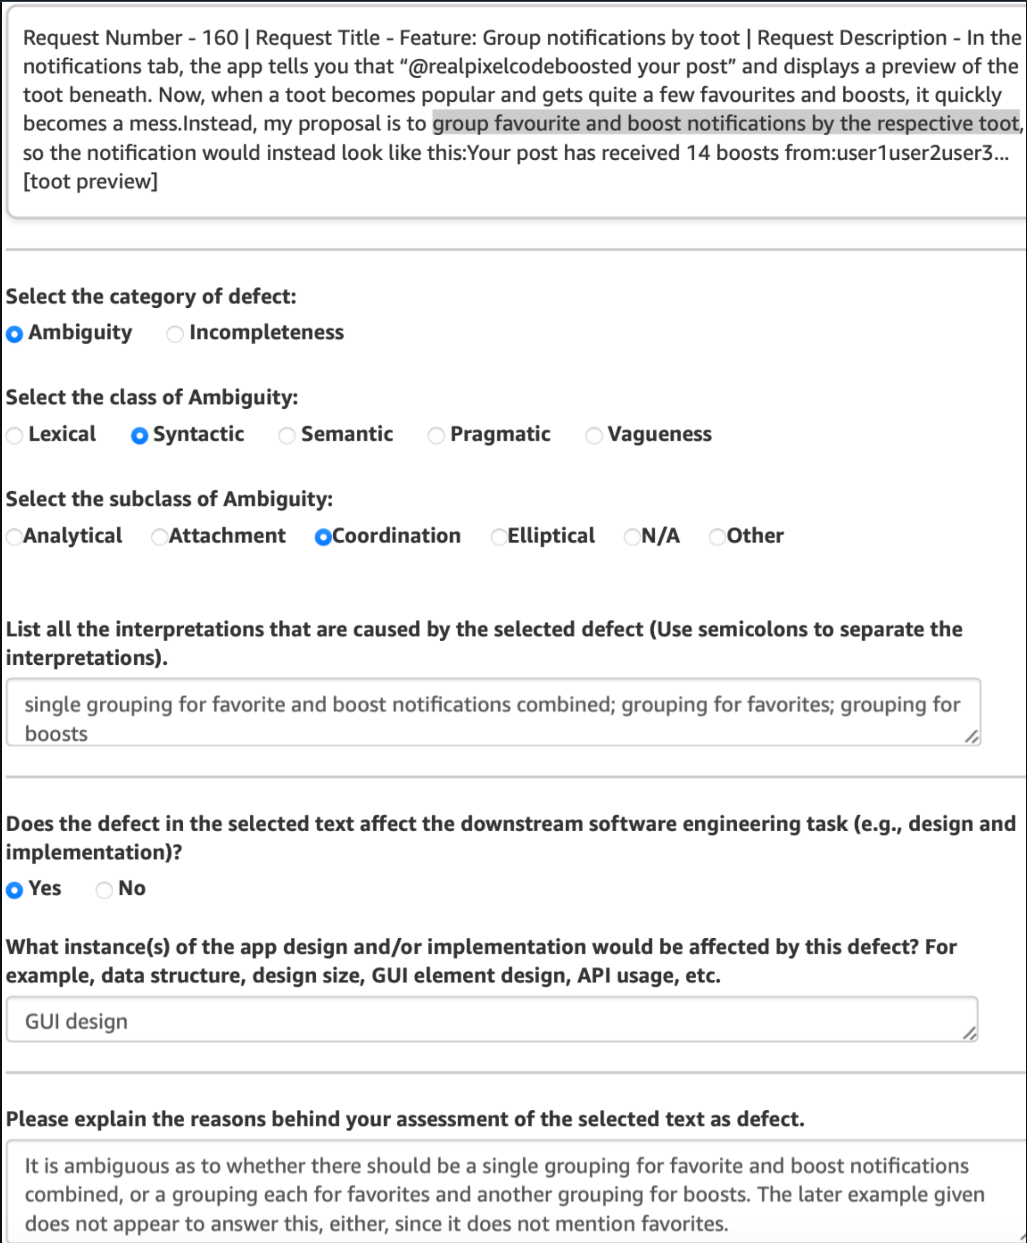 Request Number - 160 | Request Title - Feature: Group notifications by toot | Request Description - In the
notifications tab, the app tells you that “@realpixelcodeboosted your post” and displays a preview of the
toot beneath. Now, when a toot becomes popular and gets quite a few favourites and boosts, it quickly
becomes a mess.Instead, my proposal is to group favourite and boost notifications by the respective toot,
so the notification would instead look like this:Your post has received 14 boosts from:user1user2user3...
[toot preview]
Select the category of defect:
Ambiguity Incompleteness
Select the class of Ambiguity:
Lexical Syntactic Semantic Pragmatic Vagueness
Select the subclass of Ambiguity:
Analytical Attachment Coordination Elliptical N/A Other
List all the interpretations that are caused by the selected defect (Use semicolons to separate the
interpretations).
single grouping for favorite and boost notifications combined; grouping for favorites; grouping for
boosts
Does the defect in the selected text affect the downstream software engineering task (e.g., design and
implementation)?
Yes No
What instance(s) of the app design and/or implementation would be affected by this defect? For
example, data structure, design size, GUI element design, API usage, etc.
GUI design
Please explain the reasons behind your assessment of the selected text as defect.
It is ambiguous as to whether there should be a single grouping for favorite and boost notifications
combined, or a grouping each for favorites and another grouping for boosts. The later example given
does not appear to answer this, either, since it does not mention favorites.